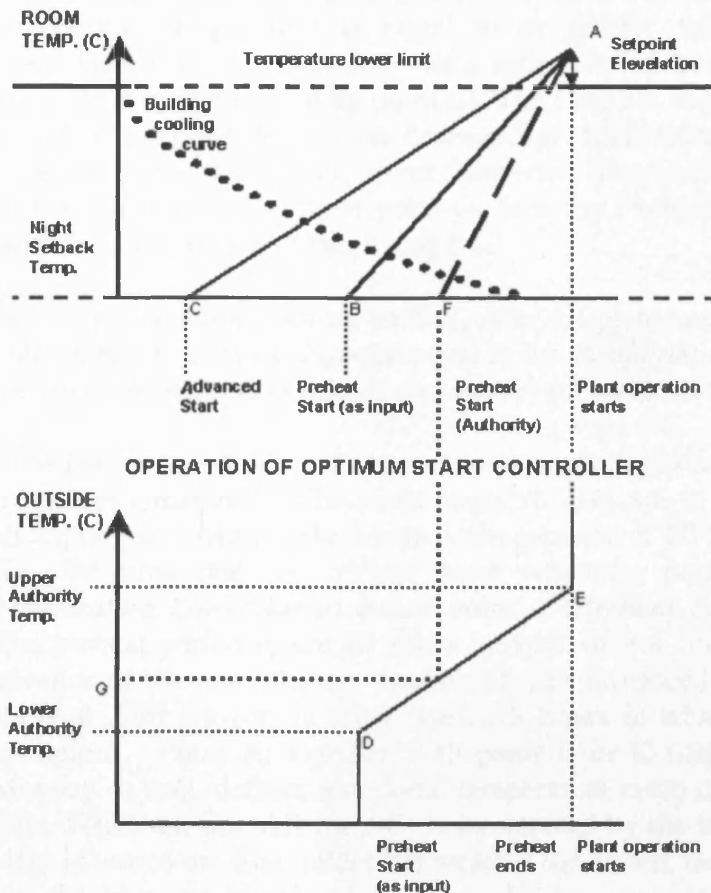 ROOM
TEMP. (C)
A
Temperature lower limit
Setpoint
Elevelation
Building
cooling
curve
Night
Setback
Temp.
C
B
F
Advanced
Start
Preheat
Start (as input)
Preheat
Start
(Authority)
Plant operation
starts
OPERATION OF OPTIMUM START CONTROLLER
OUTSIDE
TEMP. (C)
Upper
Authority
Temp.
E
G
Lower
Authority
Temp.
D
Preheat
Start
(as input)
Preheat
ends
Plant operation
starts